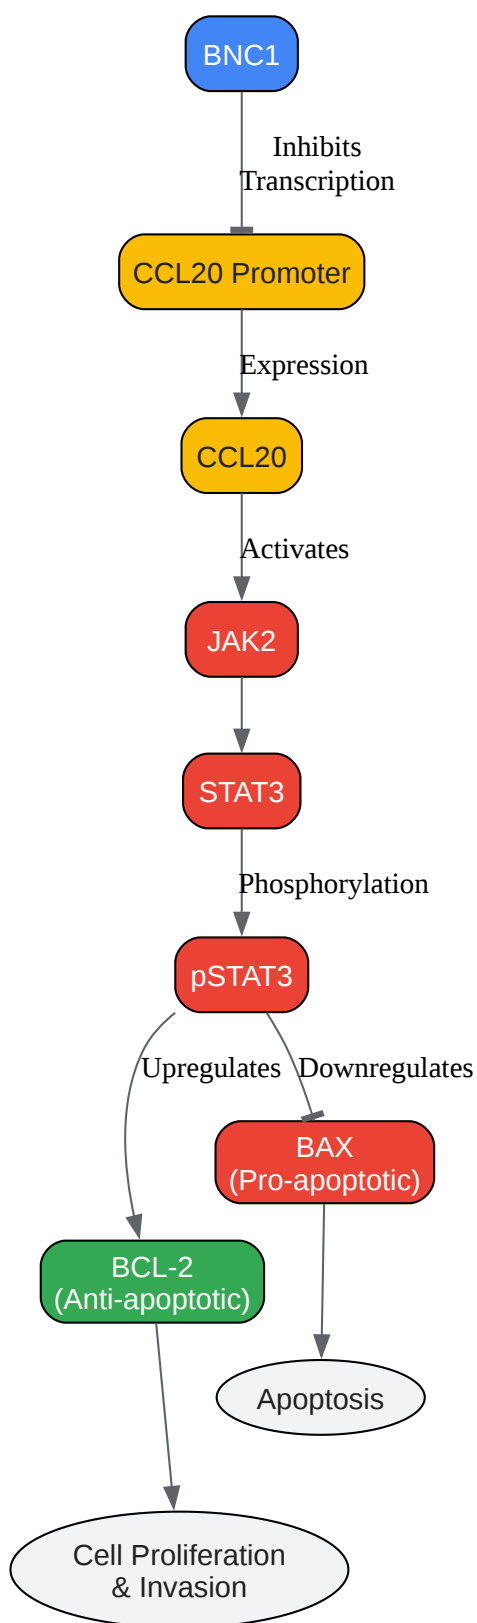 BNC1
Inhibits
Transcription
CCL20 Promoter
Expression
CCL20
Activates
JAK2
STAT3
Phosphorylation
pSTAT3
Upregulates
Downregulates
BAX
(Pro-apoptotic)
BCL-2
(Anti-apoptotic)
Apoptosis
Cell Proliferation
& Invasion